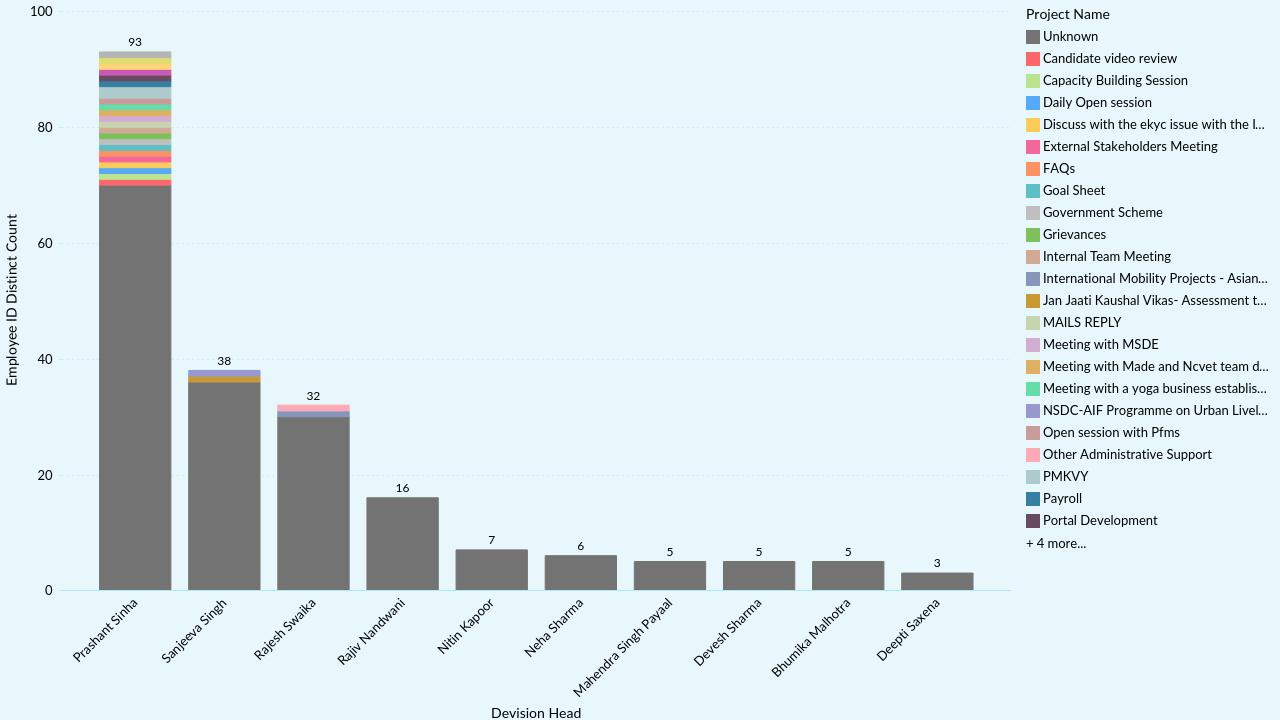 100
80
60
40
20
0
Employee ID Distinct Count
93
38
32
16
7
6
5
5
5
3
Prashant Sinha
Sanjeeva Singh
Rajesh Swaika
Rajiv Nandwani
Nitin Kapoor
Neha Sharma
Mahendra Singh Payaal
Devesh Sharma
Bhumika Malhotra
Deepti Saxena
Devision Head
Project Name
Unknown
Candidate video review
Capacity Building Session
Daily Open session
Discuss with the ekyc issue with the l...
External Stakeholders Meeting
FAQs
Goal Sheet
Government Scheme
Grievances
Internal Team Meeting
International Mobility Projects - Asian...
Jan Jaati Kaushal Vikas- Assessment t...
MAILS REPLY
Meeting with MSDE
Meeting with Made and Ncvet team d...
Meeting with a yoga business establis...
NSDC-AIF Programme on Urban Livel...
Open session with Pfms
Other Administrative Support
PMKVY
Payroll
Portal Development
+ 4 more...